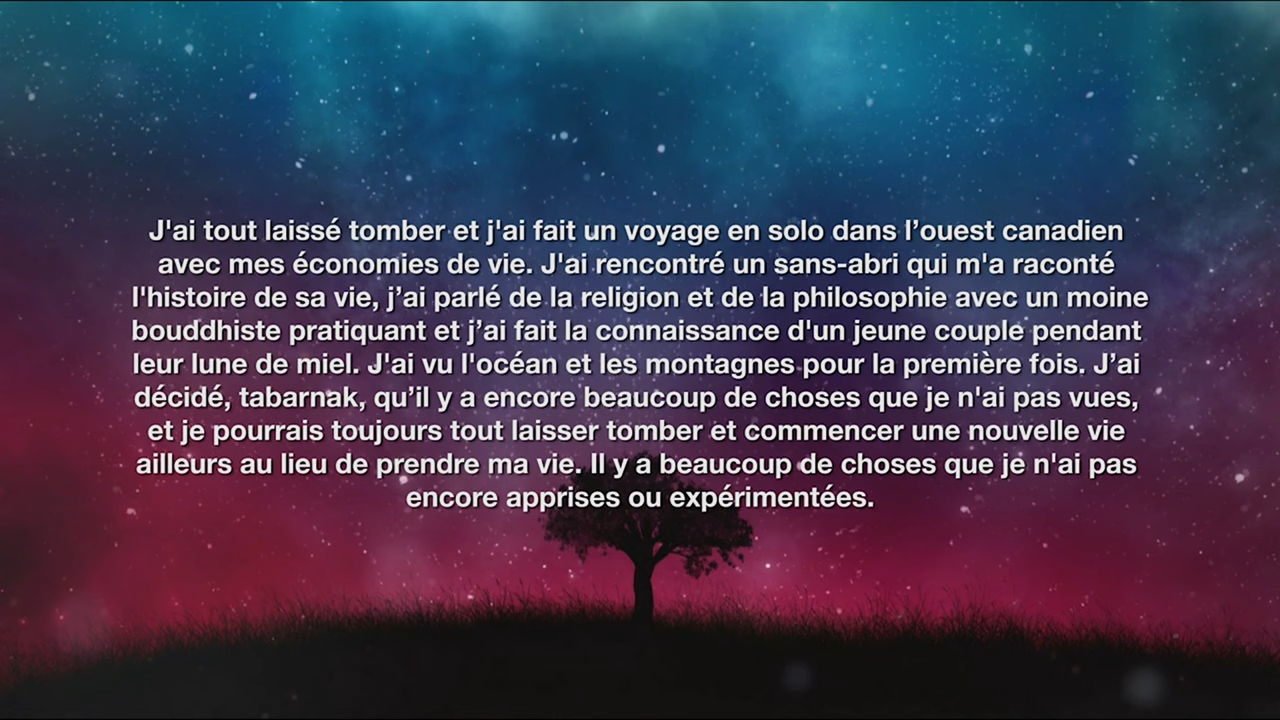 J'ai tout laissé tomber et j'ai fait un voyage en solo dans l’ouest canadien
avec mes économies de vie. J'ai rencontré un sans-abri qui m'a raconté
l'histoire de sa vie, j’ai parlé de la religion et de la philosophie avec un moine
bouddhiste pratiquant et j’ai fait la connaissance d'un jeune couple pendant
leur lune de miel. J'ai vu l'océan et les montagnes pour la première fois. J’ai
décidé, tabarnak, qu’il y a encore beaucoup de choses que je n'ai pas vues,
et je pourrais toujours tout laisser tomber et commencer une nouvelle vie
ailleurs au lieu de prendre ma vie. Il y a beaucoup de choses que je n'ai pas
encore apprises ou expérimentées.